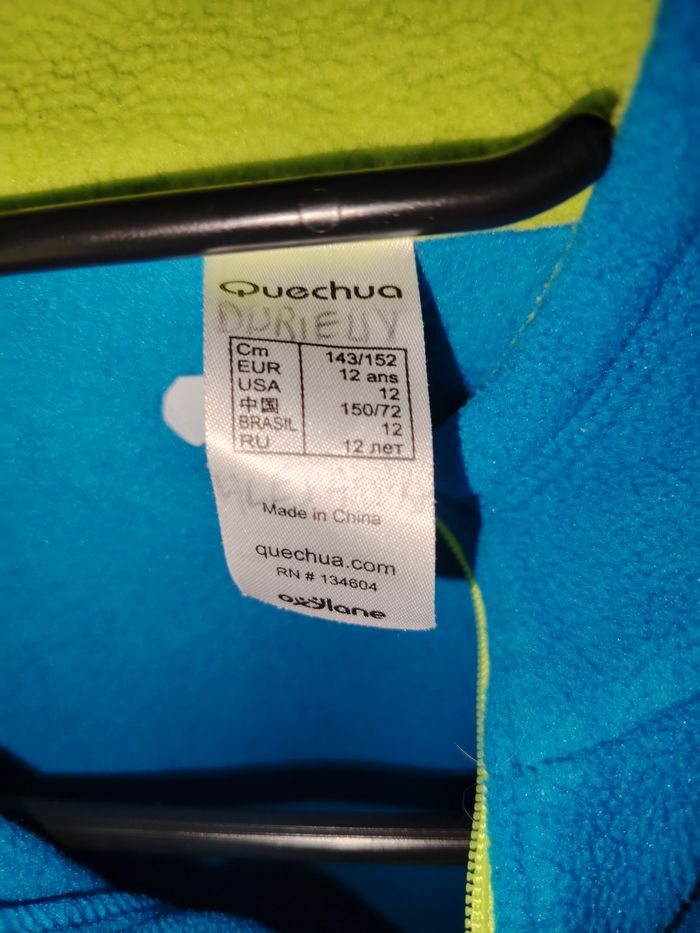 Quechua
DURIEUX
Cm 143/152
EUR 12 ans
USA 12
中国 150/72
BRASIL 12
RU 12 лет
Made in China
quechua.com
RN # 134604
oxylane